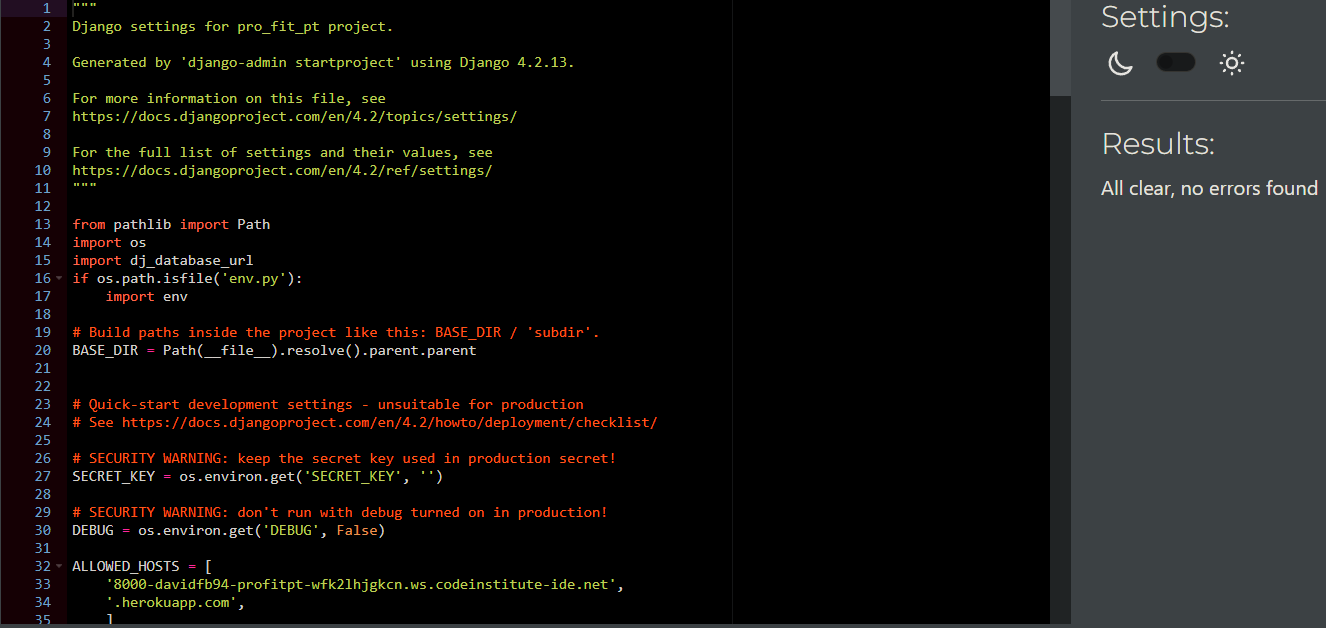 1 """
2 Django settings for pro_fit_pt project.
3
4 Generated by 'django-admin startproject' using Django 4.2.13.
5
6 For more information on this file, see
7 https://docs.djangoproject.com/en/4.2/topics/settings/
8
9 For the full list of settings and their values, see
10 https://docs.djangoproject.com/en/4.2/ref/settings/
11 """
12
13 from pathlib import Path
14 import os
15 import dj_database_url
16 if os.path.isfile('env.py'):
17     import env
18
19 # Build paths inside the project like this: BASE_DIR / 'subdir'.
20 BASE_DIR = Path(__file__).resolve().parent.parent
21
22
23 # Quick-start development settings - unsuitable for production
24 # See https://docs.djangoproject.com/en/4.2/howto/deployment/checklist/
25
26 # SECURITY WARNING: keep the secret key used in production secret!
27 SECRET_KEY = os.environ.get('SECRET_KEY', '')
28
29 # SECURITY WARNING: don't run with debug turned on in production!
30 DEBUG = os.environ.get('DEBUG', False)
31
32 ALLOWED_HOSTS = [
33     '8000-davidfb94-profitpt-wfk2lhjgkcn.ws.codeinstitute-ide.net',
34     '.herokuapp.com',
35     ]
Settings:
Results:
All clear, no errors found